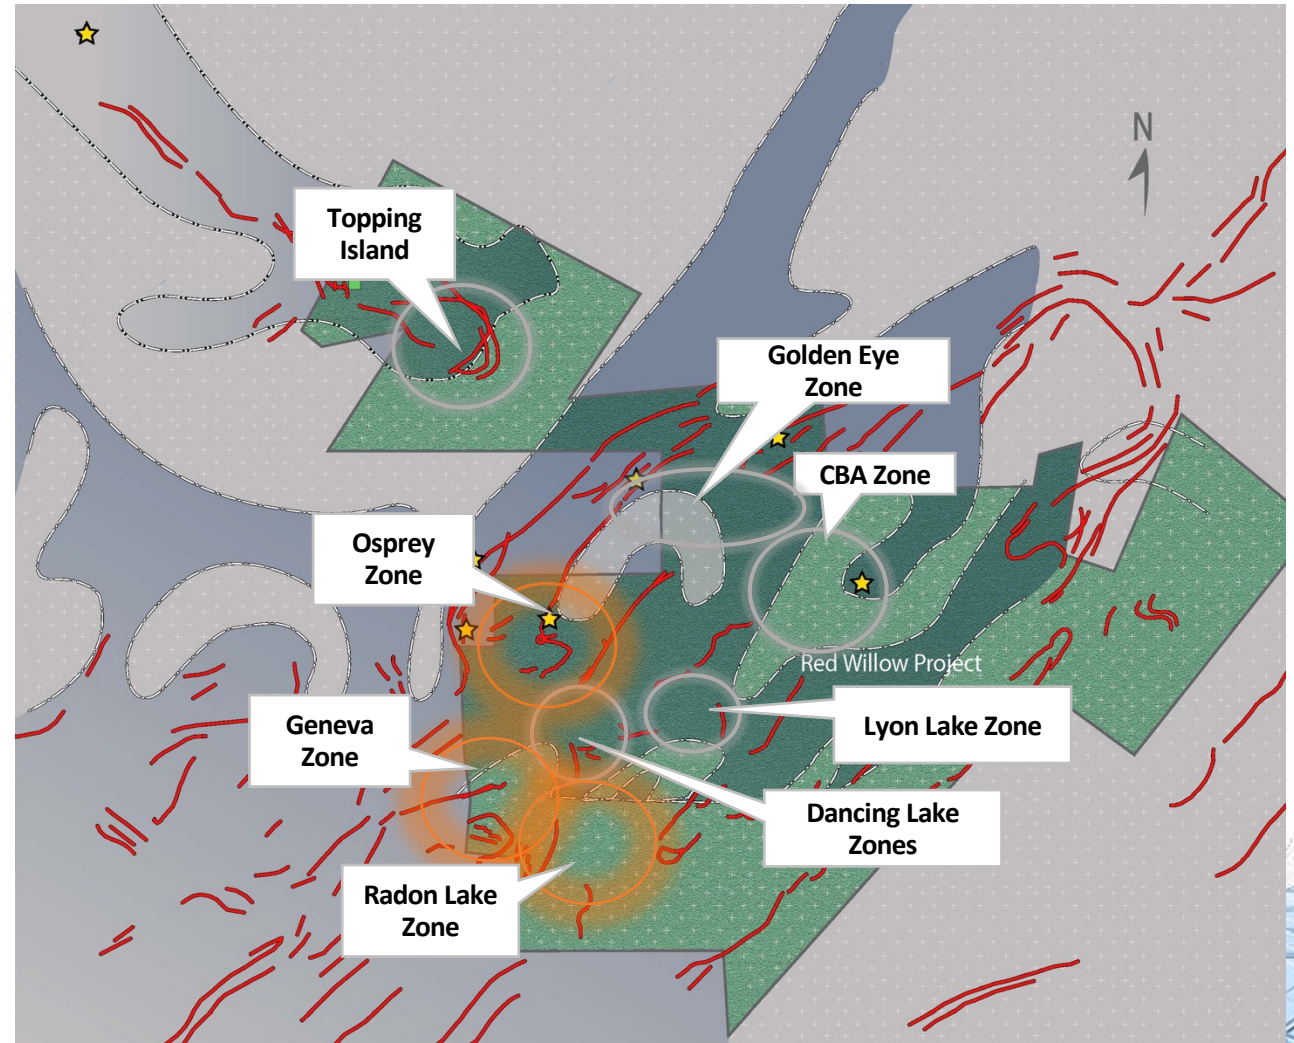 N
Topping
Island
Golden Eye
Zone
CBA Zone
Osprey
Zone
Red Willow Project
Geneva
Zone
Lyon Lake Zone
Dancing Lake
Zones
Radon Lake
Zone